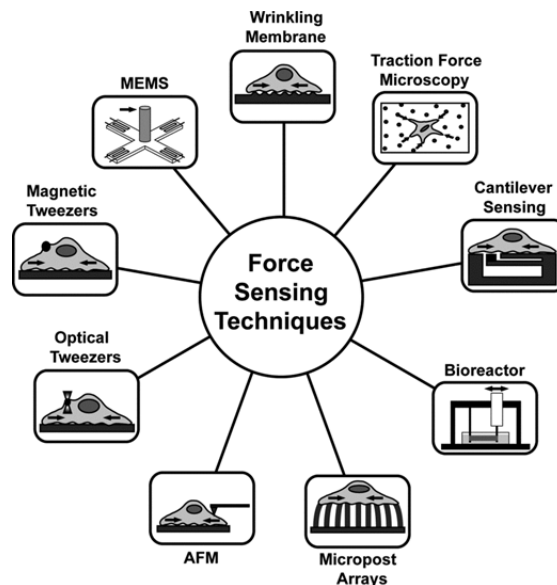 Wrinkling
Membrane
MEMS
Traction Force
Microscopy
Magnetic
Tweezers
Cantilever
Sensing
Force
Sensing
Techniques
Optical
Tweezers
Bioreactor
AFM
Micropost
Arrays